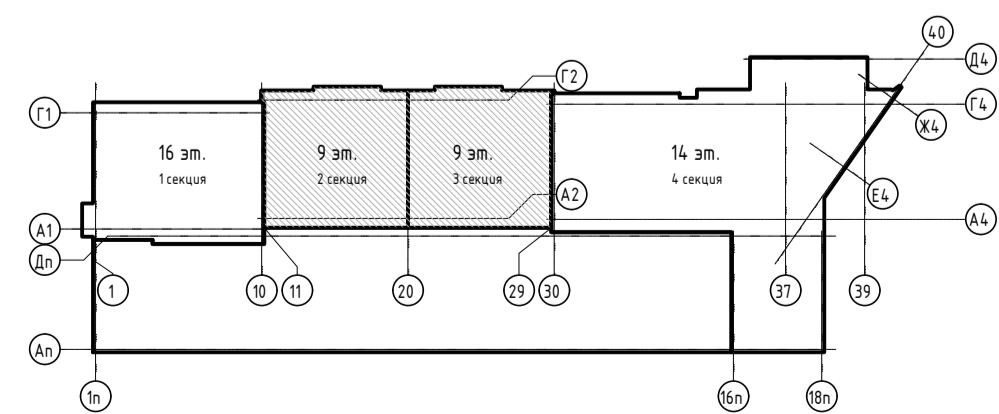 40
Г2
Д4
Г1
Г4
Ж4
16 эт.
1 секция
9 эт.
2 секция
9 эт.
3 секция
14 эт.
4 секция
Е4
А2
А1
А4
Дп
1
10
11
20
29
30
37
39
Ап
1п
16п
18п